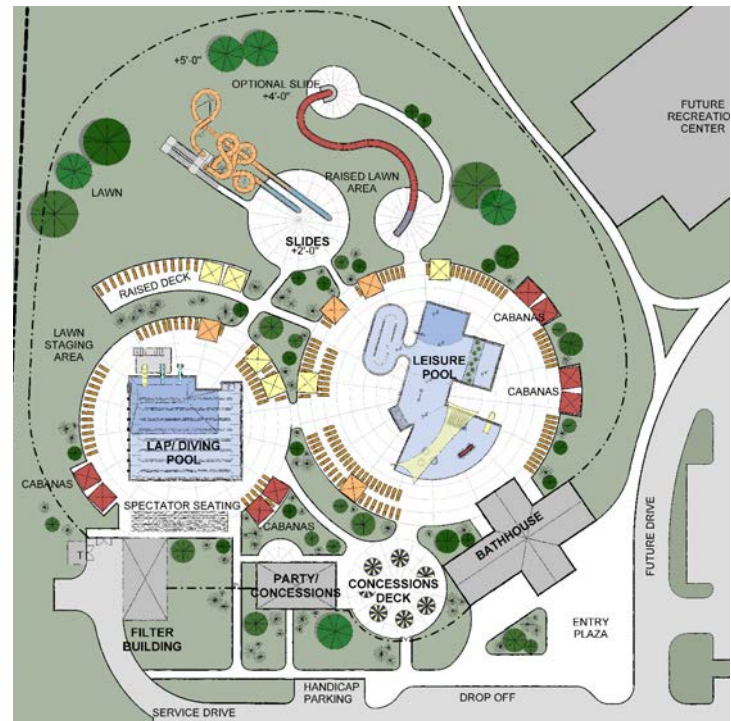 +5'-0"
OPTIONAL SLIDE
+4'-0"
FUTURE
RECREATION
CENTER
LAWN
RAISED LAWN
AREA
SLIDES
+2'-0"
RAISED DECK
CABANAS
LAWN
STAGING
AREA
LEISURE
POOL
CABANAS
LAP/ DIVING
POOL
CABANAS
SPECTATOR SEATING
CABANAS
BATHHOUSE
FUTURE DRIVE
T
PARTY/
CONCESSIONS
CONCESSIONS
DECK
FILTER
BUILDING
ENTRY
PLAZA
HANDICAP
PARKING
DROP OFF
SERVICE DRIVE